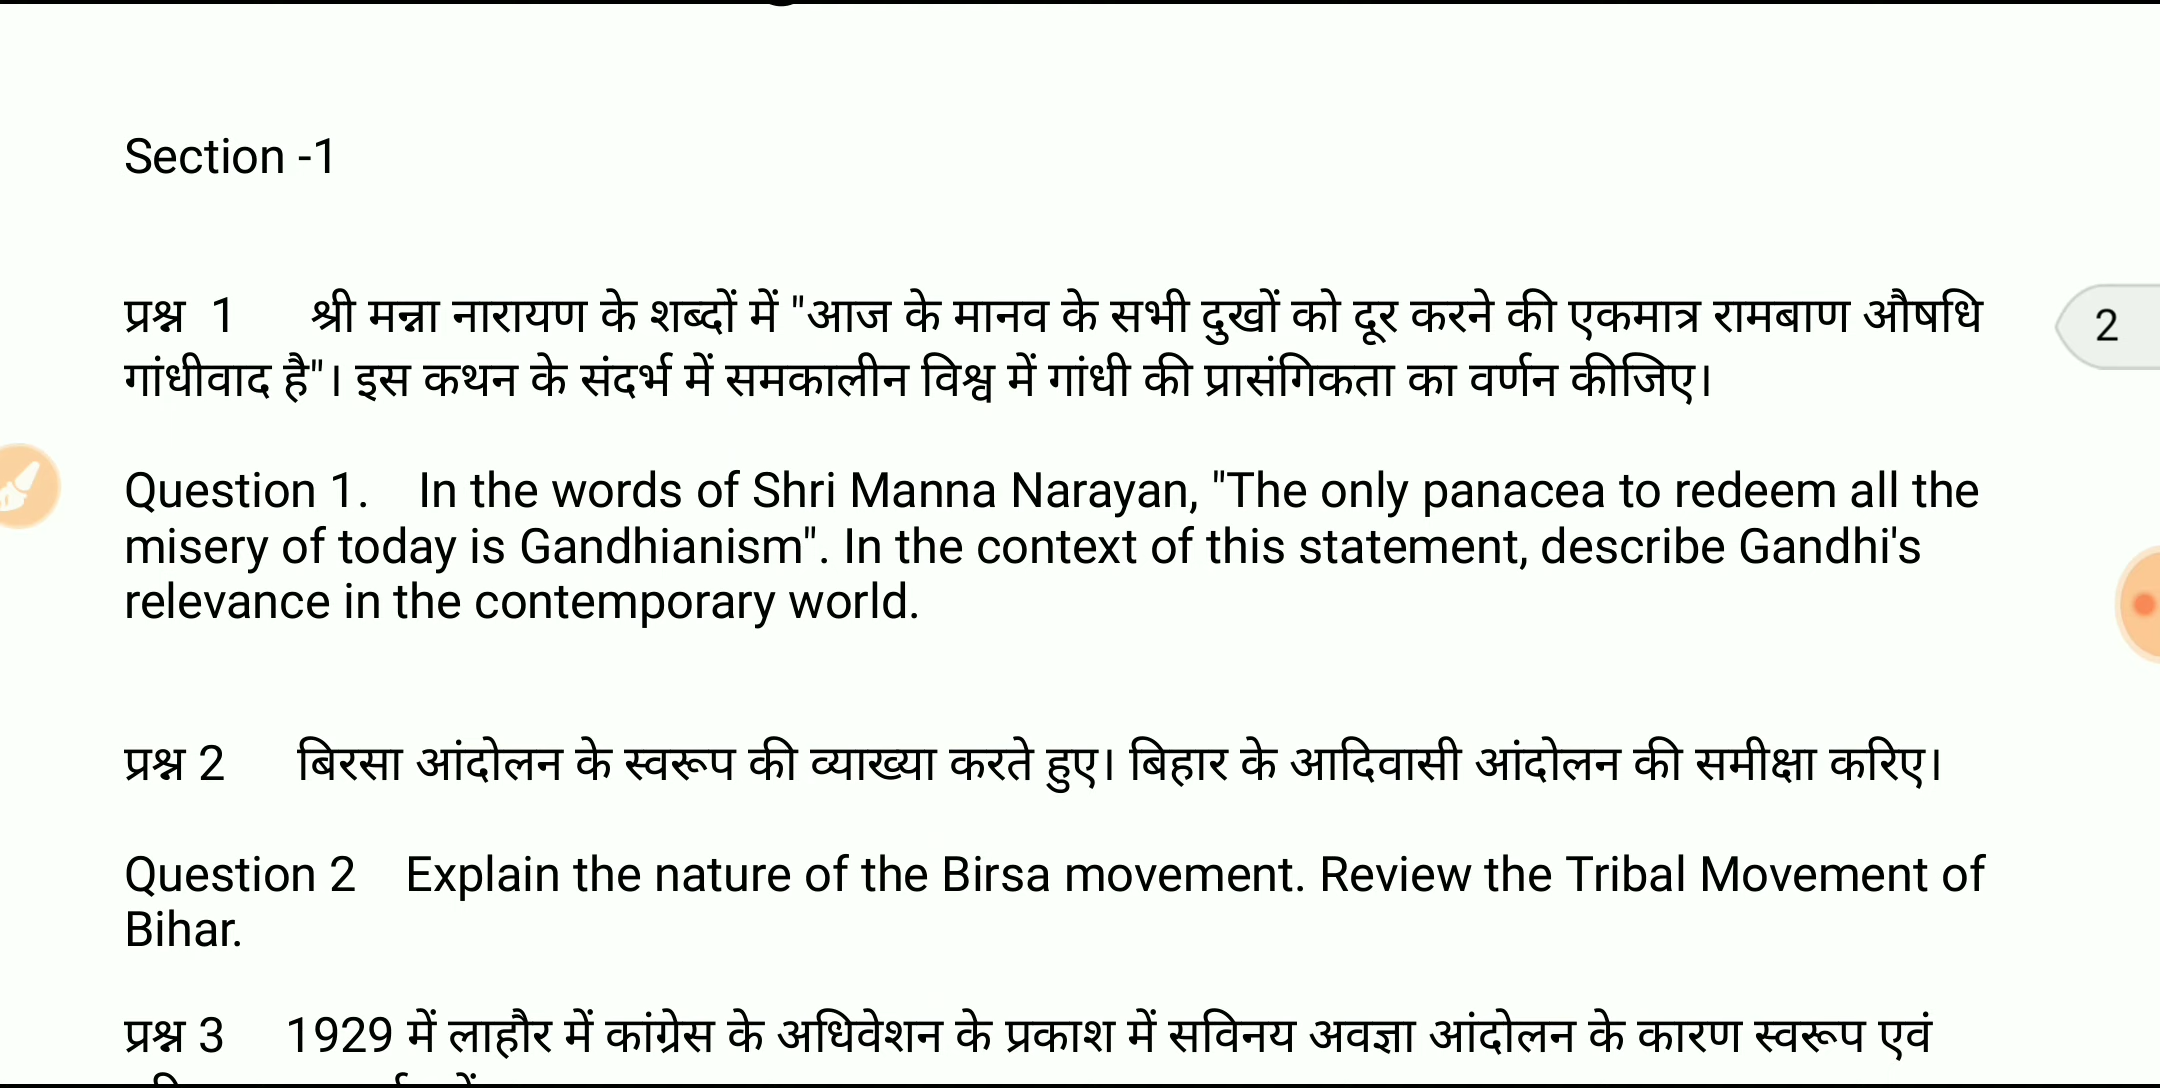 Section -1
प्रश्न 1 श्री मन्ना नारायण के शब्दों में "आज के मानव के सभी दुखों को दूर करने की एकमात्र रामबाण औषधि
गांधीवाद है"। इस कथन के संदर्भ में समकालीन विश्व में गांधी की प्रासंगिकता का वर्णन कीजिए।
2
Question 1. In the words of Shri Manna Narayan, "The only panacea to redeem all the
misery of today is Gandhianism". In the context of this statement, describe Gandhi's
relevance in the contemporary world.
प्रश्न 2 बिरसा आंदोलन के स्वरूप की व्याख्या करते हुए। बिहार के आदिवासी आंदोलन की समीक्षा करिए।
Question 2 Explain the nature of the Birsa movement. Review the Tribal Movement of
Bihar.
प्रश्न 3 1929 में लाहौर में कांग्रेस के अधिवेशन के प्रकाश में सविनय अवज्ञा आंदोलन के कारण स्वरूप एवं